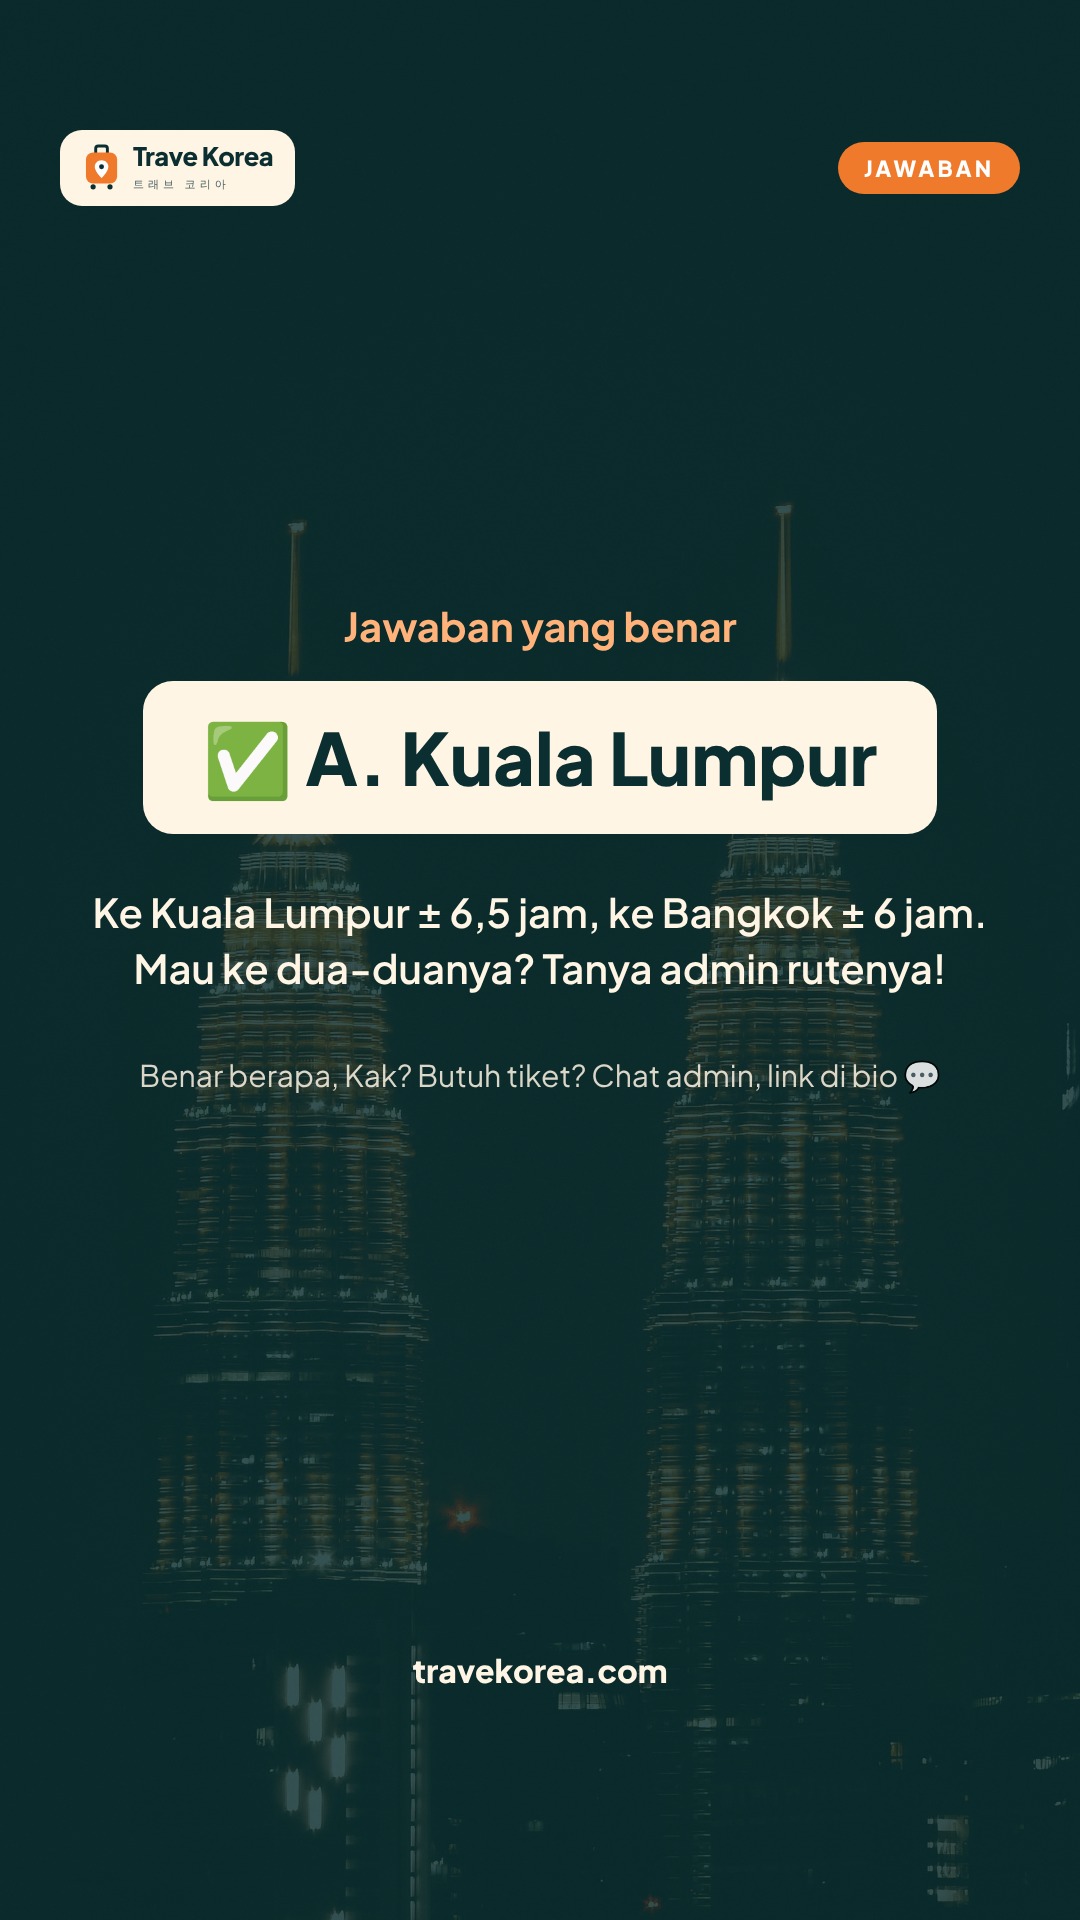 Trave Korea
트래브 코리아
JAWABAN
Jawaban yang benar
✅ A. Kuala Lumpur
Ke Kuala Lumpur ± 6,5 jam, ke Bangkok ± 6 jam.
Mau ke dua-duanya? Tanya admin rutenya!
Benar berapa, Kak? Butuh tiket? Chat admin, link di bio 💬
travekorea.com